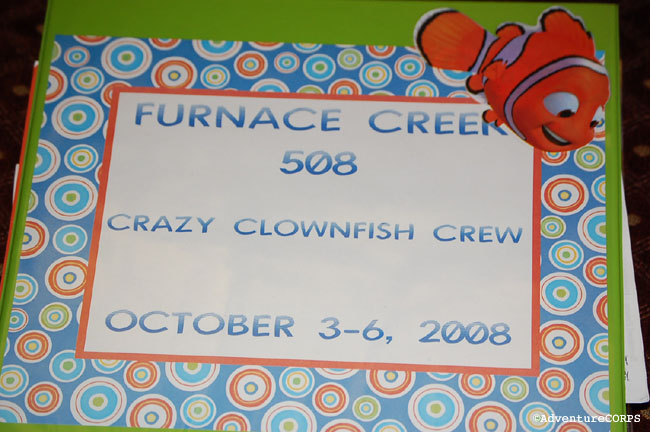 FURNACE CREEK
508
CRAZY CLOWNFISH CREW
OCTOBER 3-6, 2008
©AdventureCORPS